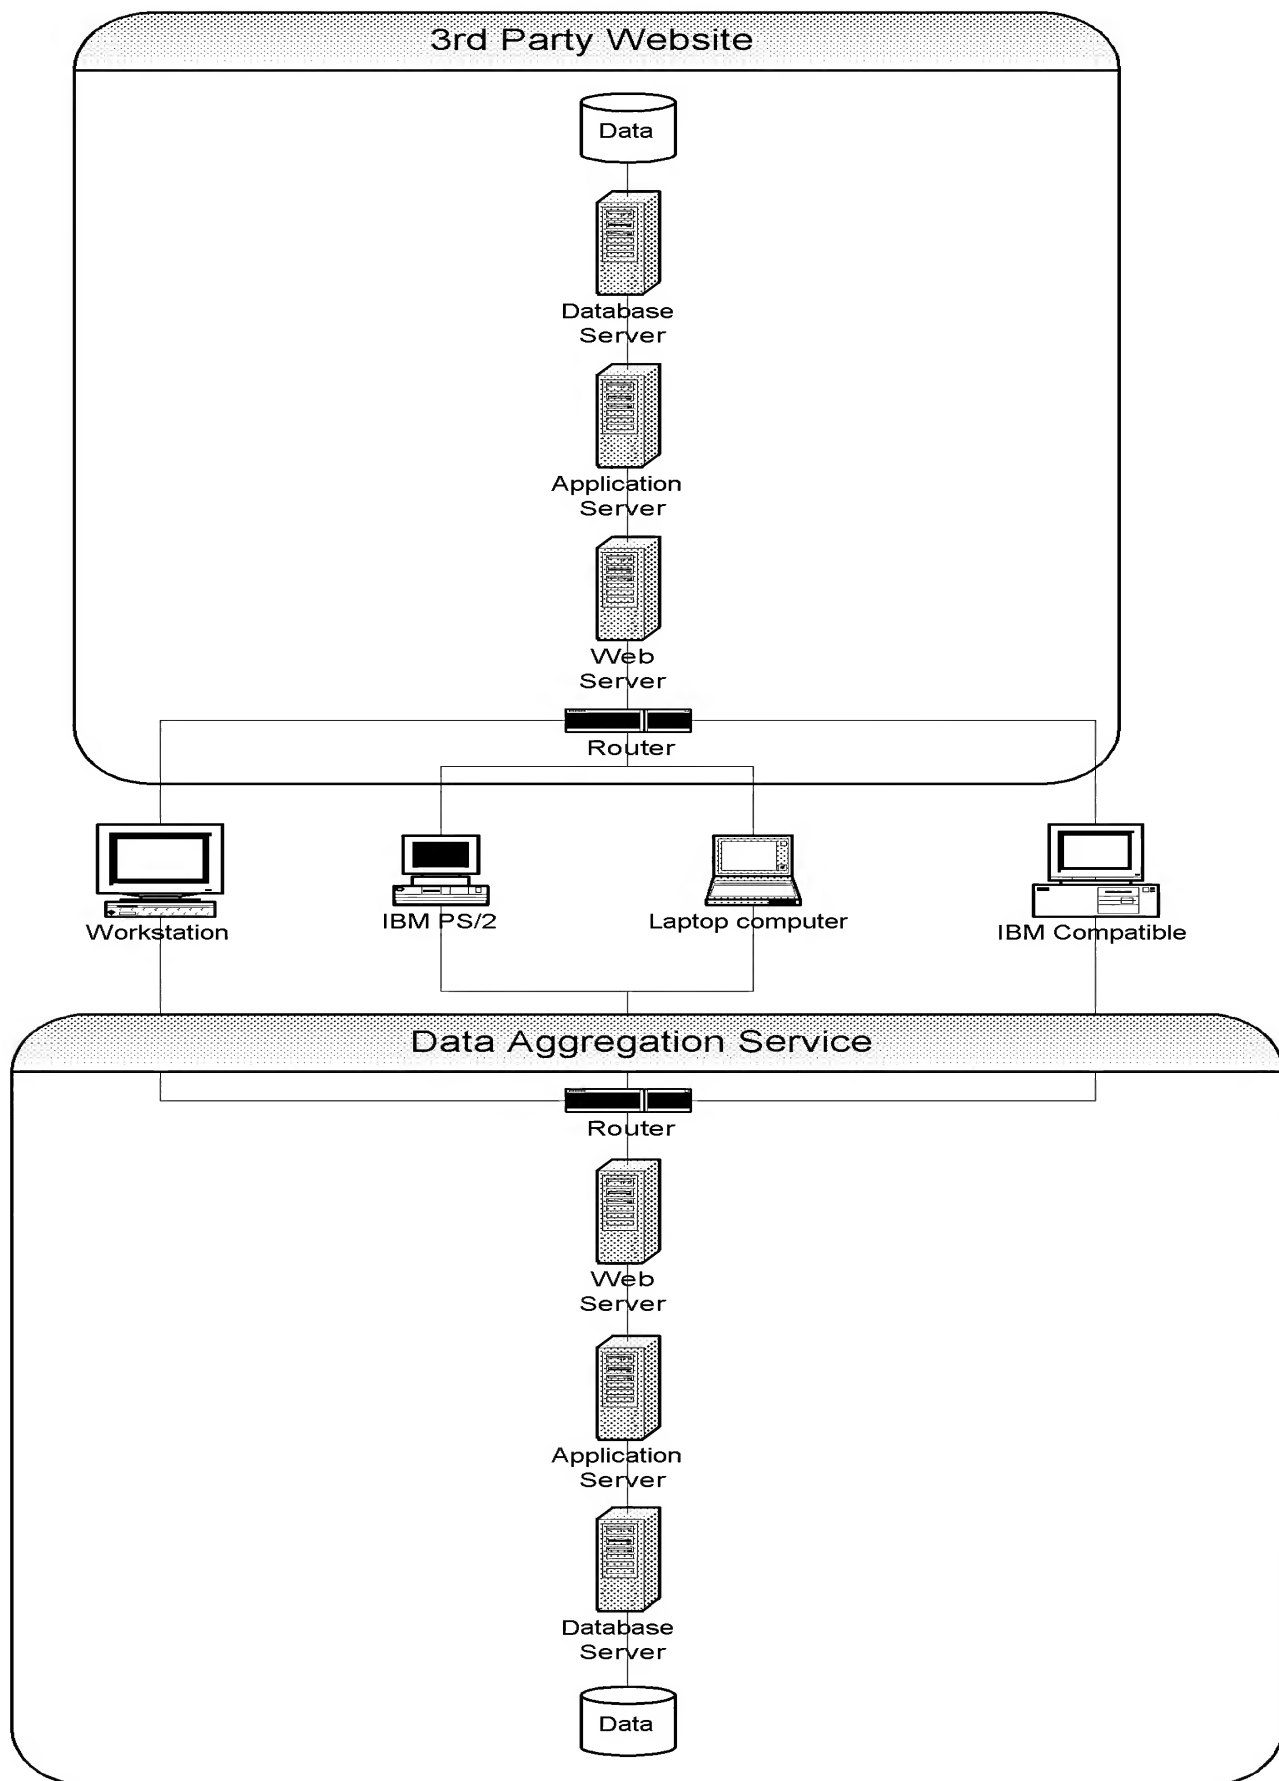 3rd Party Website
Data
Database
Server
Application
Server
Web
Server
Router
Workstation
IBM PS/2
Laptop computer
IBM Compatible
Data Aggregation Service
Router
Web
Server
Application
Server
Database
Server
Data